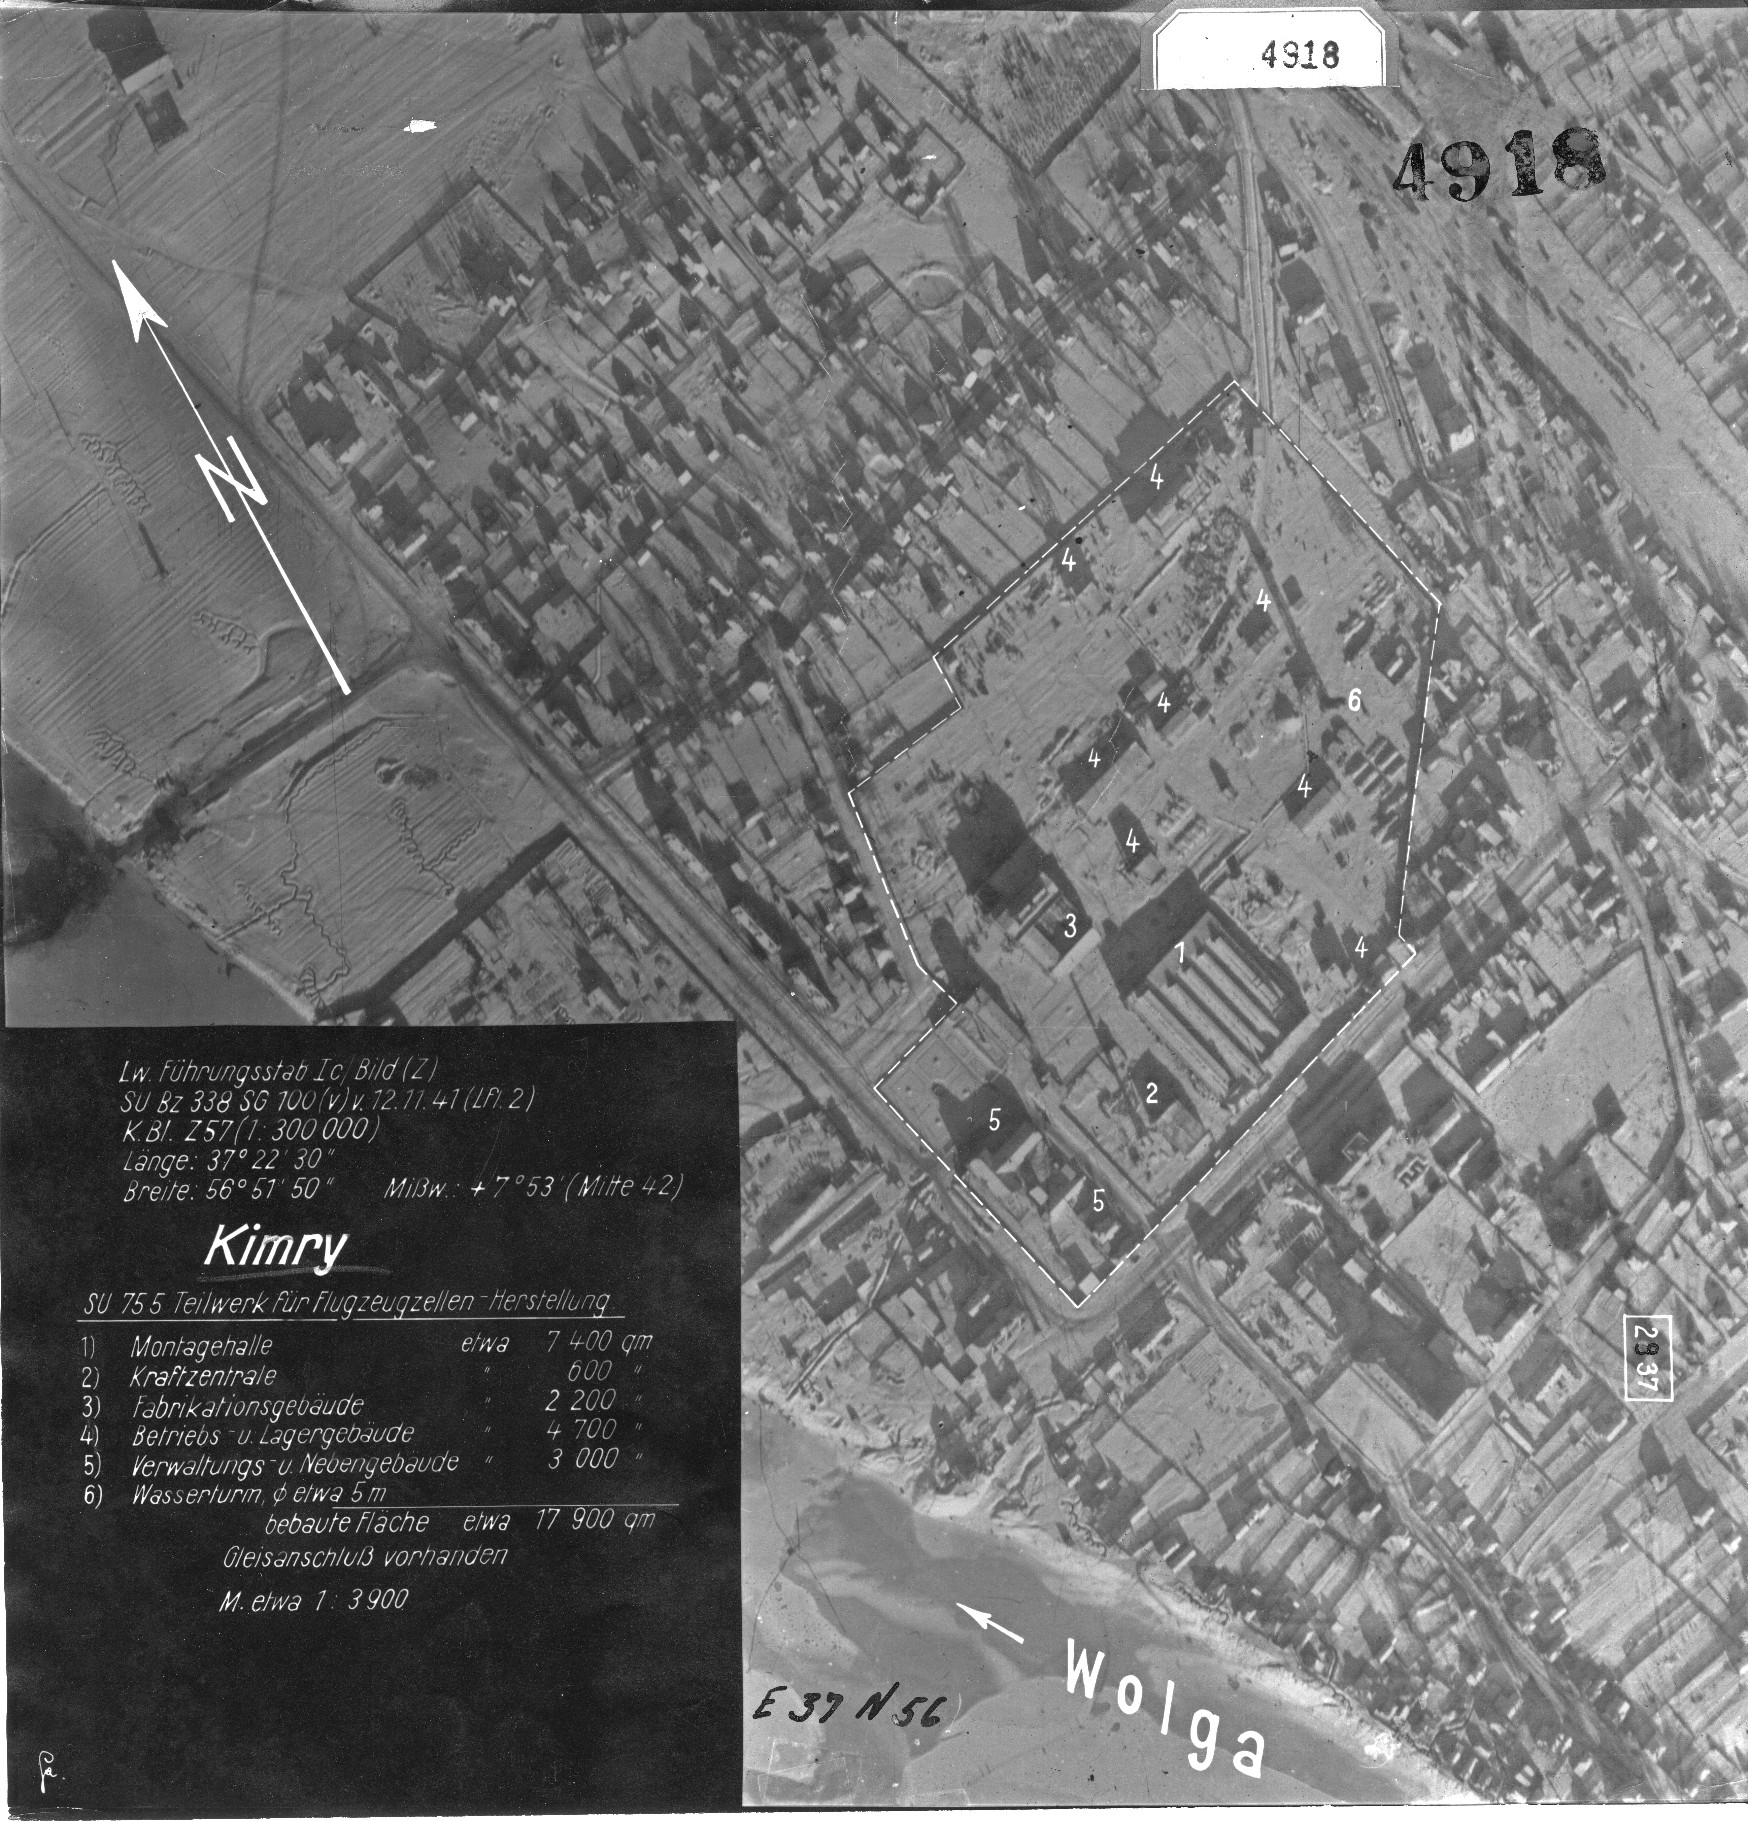 4918
4918
N
4
4
4
6
4
4
4
4
3
1
4
2
5
5
Lw. Führungsstab Ic/Bild (Z)
SU Bz 338 SG 100 (v) v. 12. 11. 41 (Lfl. 2)
K. Bl. Z 57 (1: 300 000)
Länge: 37° 22' 30"
Breite: 56° 51' 50" Mißw.: + 7° 53' (Mitte 42)
Kimry
SU 75 5 Teilwerk für Flugzeugzellen-Herstellung
1) Montagehalle etwa 7 400 qm
2) Kraftzentrale " 600 "
3) Fabrikationsgebäude " 2 200 "
4) Betriebs- u. Lagergebäude " 4 700 "
5) Verwaltungs- u. Nebengebäude " 3 000 "
6) Wasserturm, ϕ etwa 5 m
bebaute Fläche etwa 17 900 qm
Gleisanschluß vorhanden
M. etwa 1: 3 900
2937
Wolga
E 37 N 56